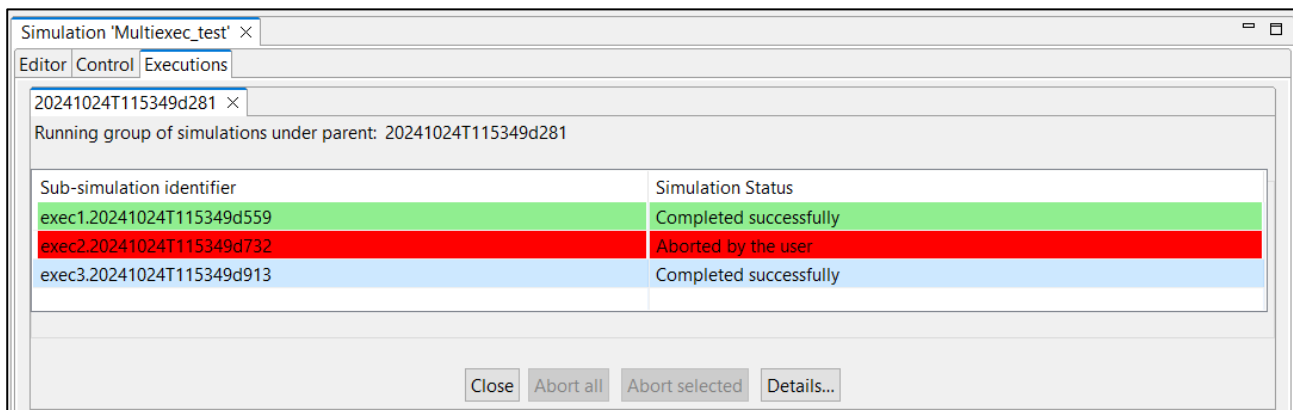 Simulation 'Multiexec_test'
Editor Control Executions
20241024T115349d281
Running group of simulations under parent: 20241024T115349d281
Sub-simulation identifier Simulation Status
exec1.20241024T115349d559 Completed successfully
exec2.20241024T115349d732 Aborted by the user
exec3.20241024T115349d913 Completed successfully
Close Abort all Abort selected Details...